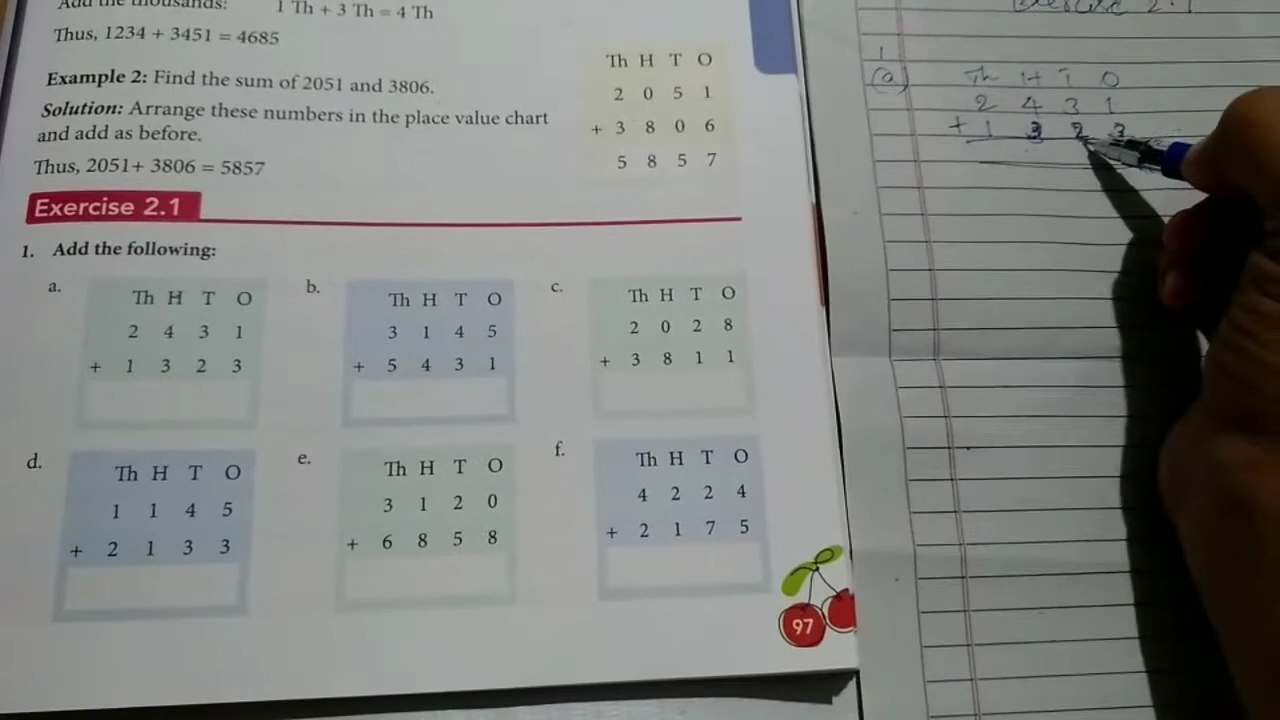 Add the thousands: 1 Th + 3 Th = 4 Th
Thus, 1234 + 3451 = 4685
Example 2: Find the sum of 2051 and 3806.
Solution: Arrange these numbers in the place value chart
and add as before.
Thus, 2051+ 3806 = 5857
Th H T O
2 0 5 1
+ 3 8 0 6
5 8 5 7
Exercise 2.1
1. Add the following:
a.
Th H T O
2 4 3 1
+ 1 3 2 3
b.
Th H T O
3 1 4 5
+ 5 4 3 1
c.
Th H T O
2 0 2 8
+ 3 8 1 1
d.
Th H T O
1 1 4 5
+ 2 1 3 3
e.
Th H T O
3 1 2 0
+ 6 8 5 8
f.
Th H T O
4 2 2 4
+ 2 1 7 5
97
Exercise 2.1
1
(a)
Th H T O
2 4 3 1
+ 1 3 2 3